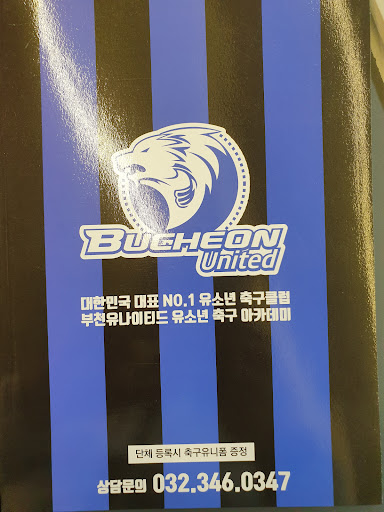 BUCHEON
United
대한민국 대표 NO.1 유소년 축구클럽
부천유나이티드 유소년 축구 아카데미
단체 등록시 축구유니폼 증정
상담문의 032.346.0347